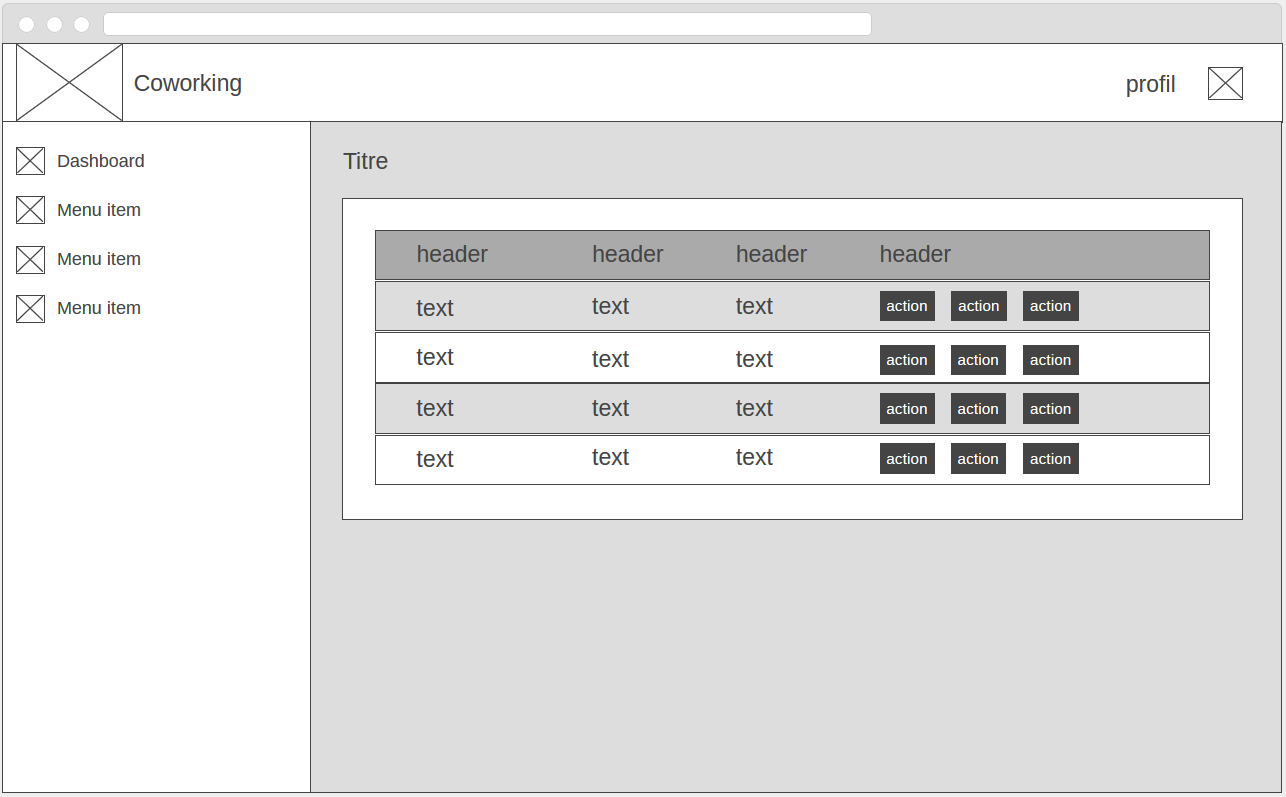 Coworking
profil
Dashboard
Menu item
Menu item
Menu item
Titre
header header header header
text text text action action action
text text text action action action
text text text action action action
text text text action action action